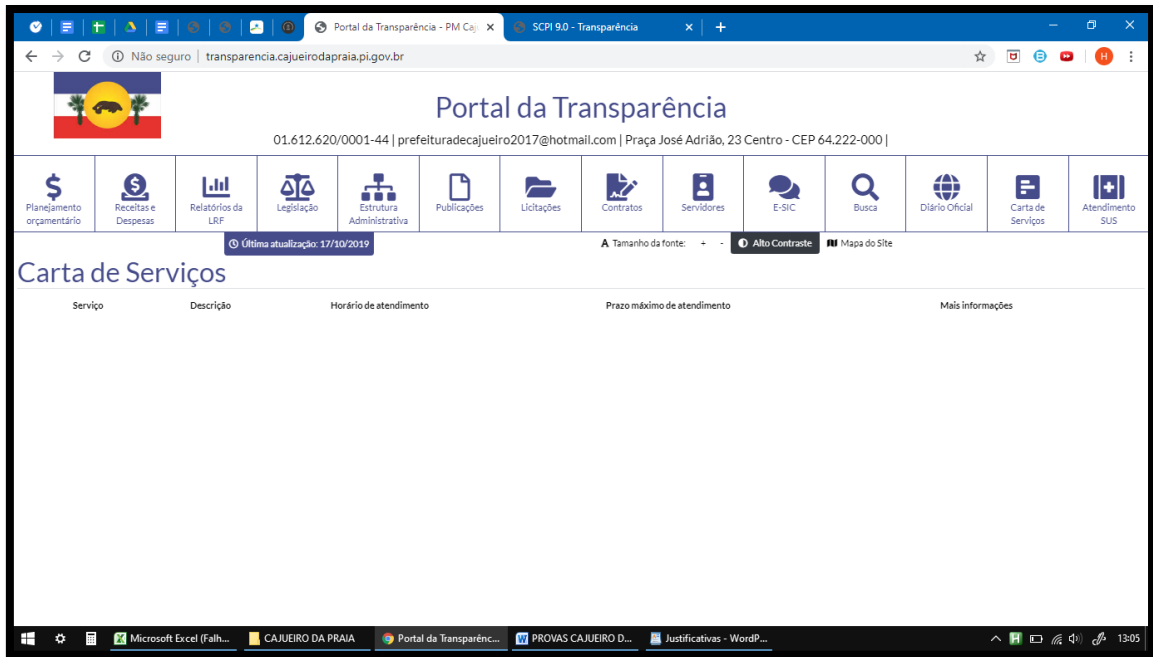 Portal da Transparência - PM Caj
SCPI 9.0 - Transparência
Não seguro | transparencia.cajueirodapraia.pi.gov.br
H
Portal da Transparência
01.612.620/0001-44 | prefeituradecajueiro2017@hotmail.com | Praça José Adrião, 23 Centro - CEP 64.222-000 |
Planejamento orçamentário
Receitas e Despesas
Relatórios da LRF
Legislação
Estrutura Administrativa
Publicações
Licitações
Contratos
Servidores
E-SIC
Busca
Diário Oficial
Carta de Serviços
Atendimento SUS
Última atualização: 17/10/2019
A Tamanho da fonte: + - Alto Contraste Mapa do Site
Carta de Serviços
Serviço Descrição Horário de atendimento Prazo máximo de atendimento Mais informações
Microsoft Excel (Falh... CAJUEIRO DA PRAIA Portal da Transparênc... PROVAS CAJUEIRO D... Justificativas - WordP... 13:05